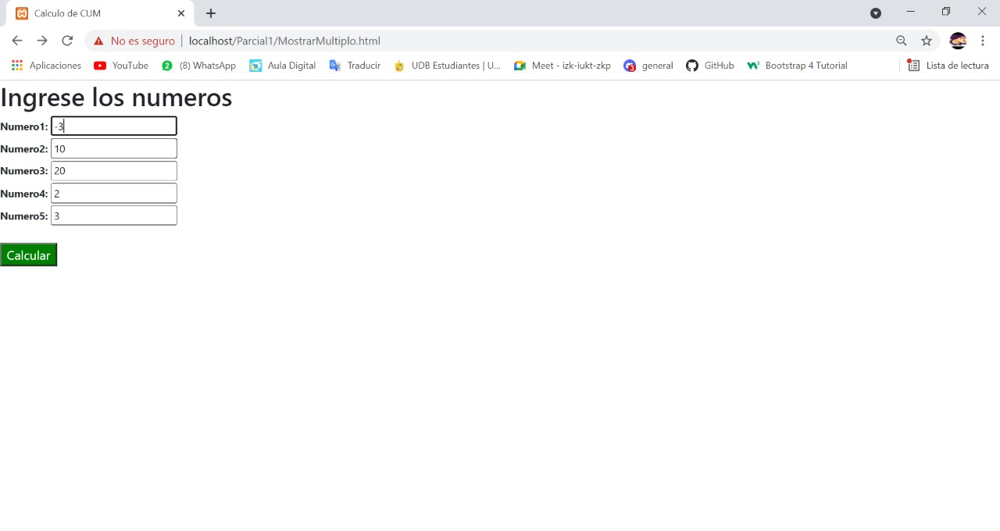 Calculo de CUM
No es seguro | localhost/Parcial1/MostrarMultiplo.html
Aplicaciones YouTube 2 (8) WhatsApp Aula Digital Traducir UDB Estudiantes | U... Meet - izk-iukt-zkp 3 general GitHub Bootstrap 4 Tutorial Lista de lectura
Ingrese los numeros
Numero1: -3
Numero2: 10
Numero3: 20
Numero4: 2
Numero5: 3
Calcular